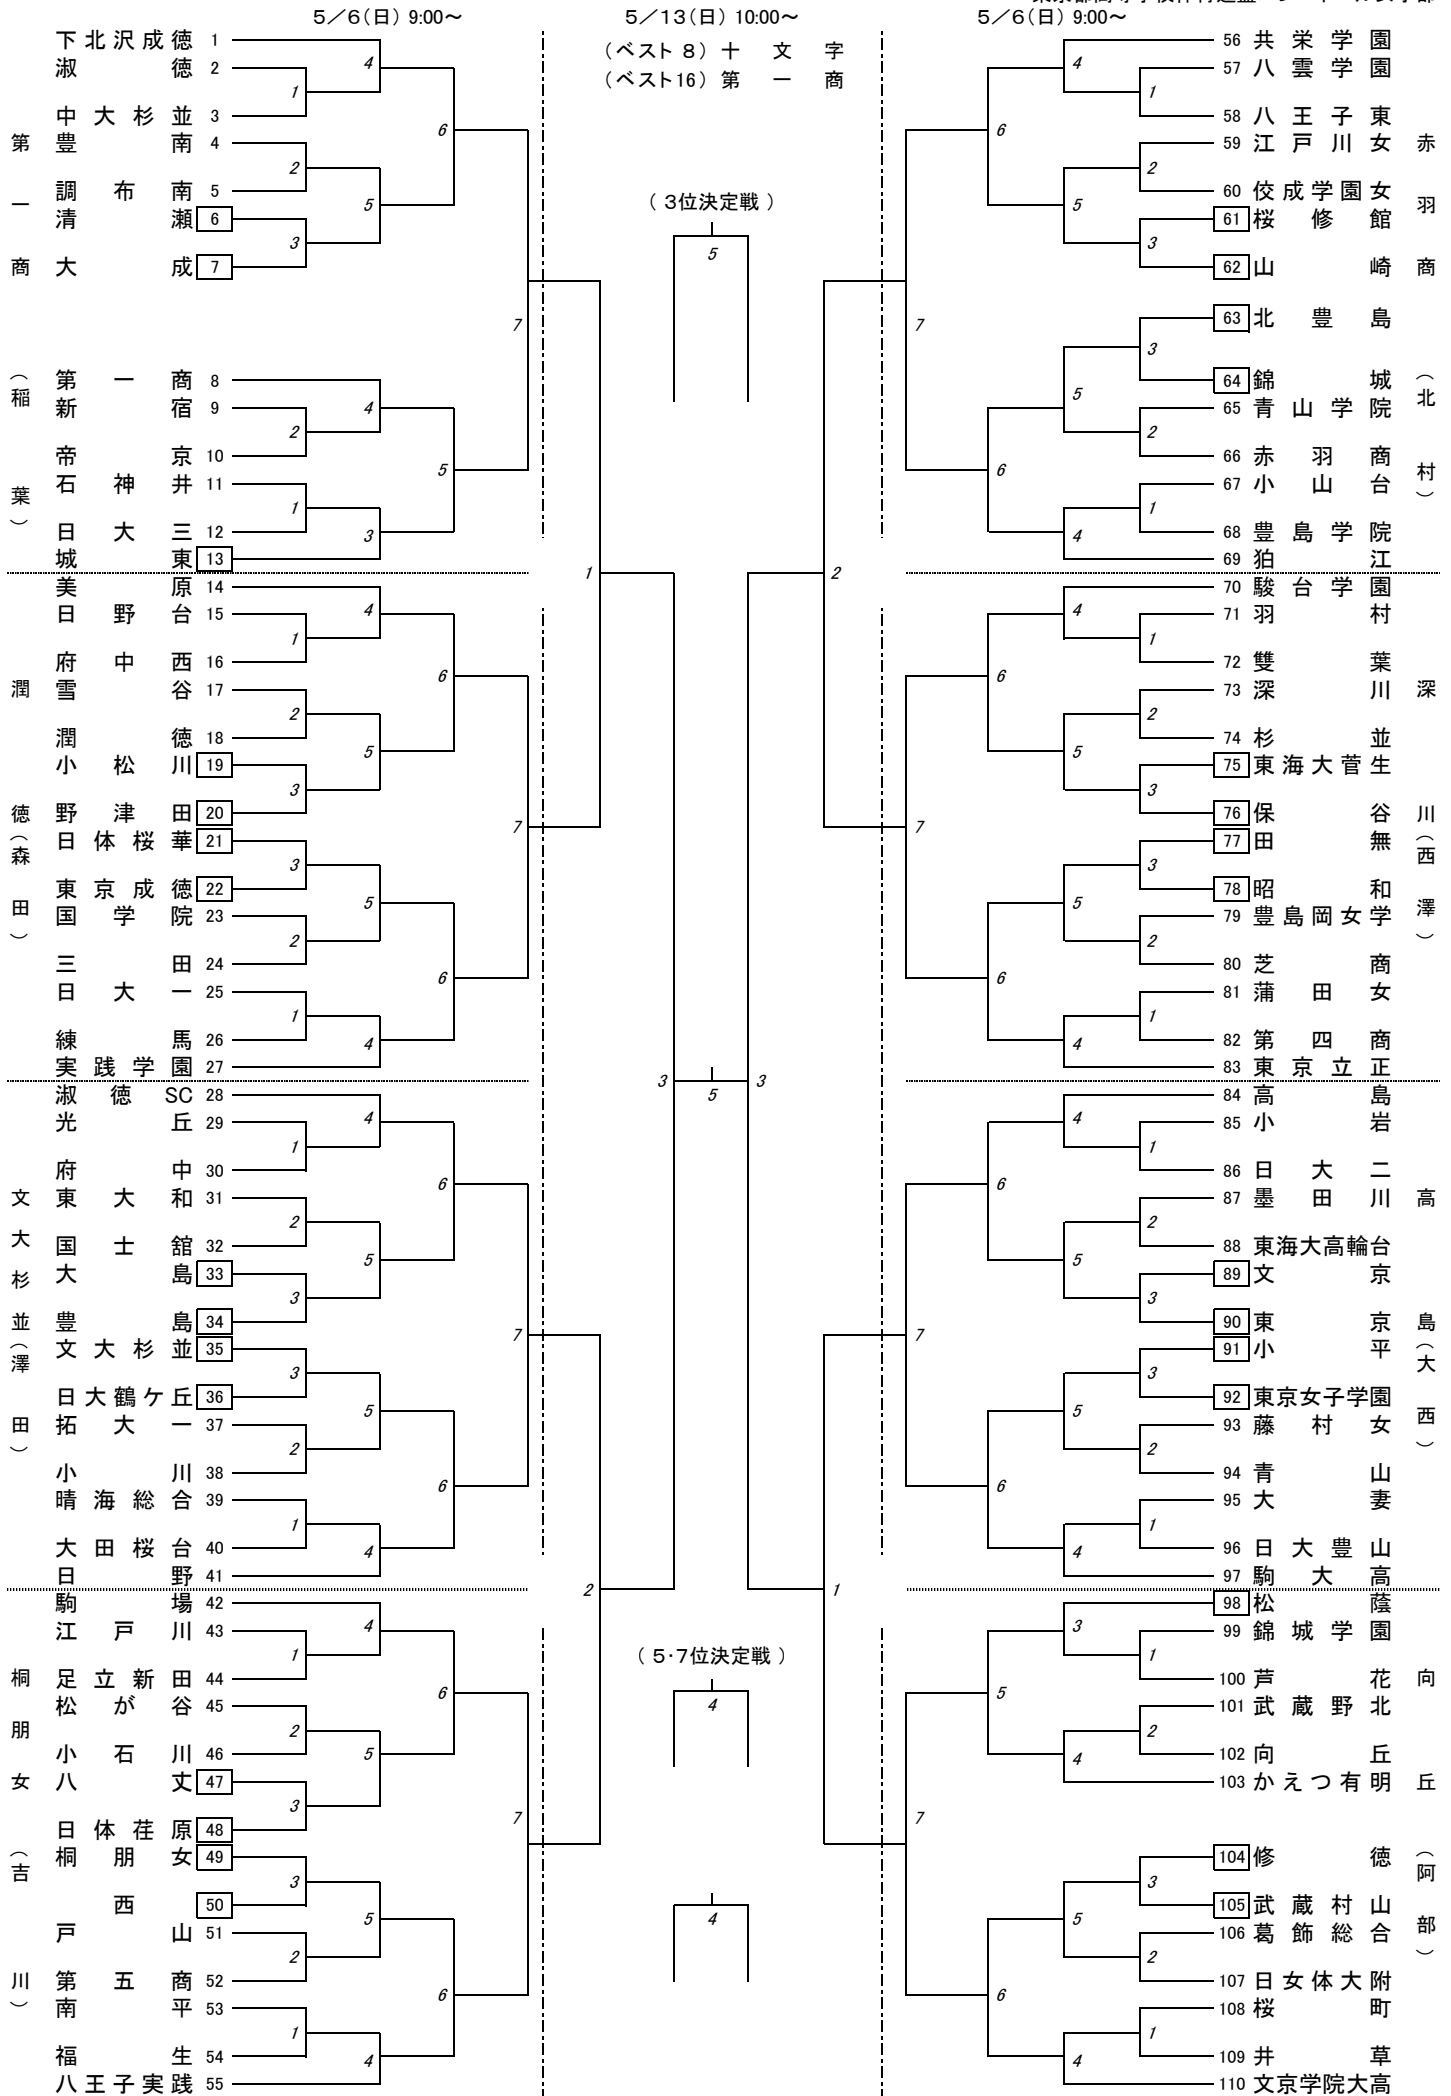 5／6(日) 9:00～
5／13(日) 10:00～
5／6(日) 9:00～
(ベスト 8) 十文字
(ベスト16) 第一商
(3位決定戦)
5
(5･7位決定戦)
4
4
第一商(稲葉)
下北沢成徳 1
淑徳 2
中大杉並 3
豊南 4
調布南 5
清瀬 6
大成 7
第一商 8
新宿 9
帝京 10
石神井 11
日大三 12
城東 13
潤徳(森田)
美原 14
日野台 15
府中西 16
雪谷 17
潤徳 18
小松川 19
野津田 20
日体桜華 21
東京成徳 22
国学院 23
三田 24
日大一 25
練馬 26
実践学園 27
文大杉並(澤田)
淑徳SC 28
光丘 29
府中 30
東大和 31
国士舘 32
大島 33
豊島 34
文大杉並 35
日大鶴ケ丘 36
拓大一 37
小川 38
晴海総合 39
大田桜台 40
日野 41
桐朋女(吉川)
駒場 42
江戸川 43
足立新田 44
松が谷 45
小石川 46
八丈 47
日体荏原 48
桐朋女 49
西 50
戸山 51
第五商 52
南平 53
福生 54
八王子実践 55
赤羽商(北村)
56 共栄学園
57 八雲学園
58 八王子東
59 江戸川女
60 佼成学園女
61 桜修館
62 山崎
63 北豊島
64 錦城
65 青山学院
66 赤羽商
67 小山台
68 豊島学院
69 狛江
深川(西澤)
70 駿台学園
71 羽村
72 雙葉
73 深川
74 杉並
75 東海大菅生
76 保谷
77 田無
78 昭和
79 豊島岡女学
80 芝商
81 蒲田女
82 第四商
83 東京立正
高島(大西)
84 高島
85 小岩
86 日大二
87 墨田川
88 東海大高輪台
89 文京
90 東京
91 小平
92 東京女子学園
93 藤村女
94 青山
95 大妻
96 日大豊山
97 駒大高
向丘(阿部)
98 松蔭
99 錦城学園
100 芦花
101 武蔵野北
102 向丘
103 かえつ有明
104 修徳
105 武蔵村山
106 葛飾総合
107 日女体大附
108 桜町
109 井草
110 文京学院大高